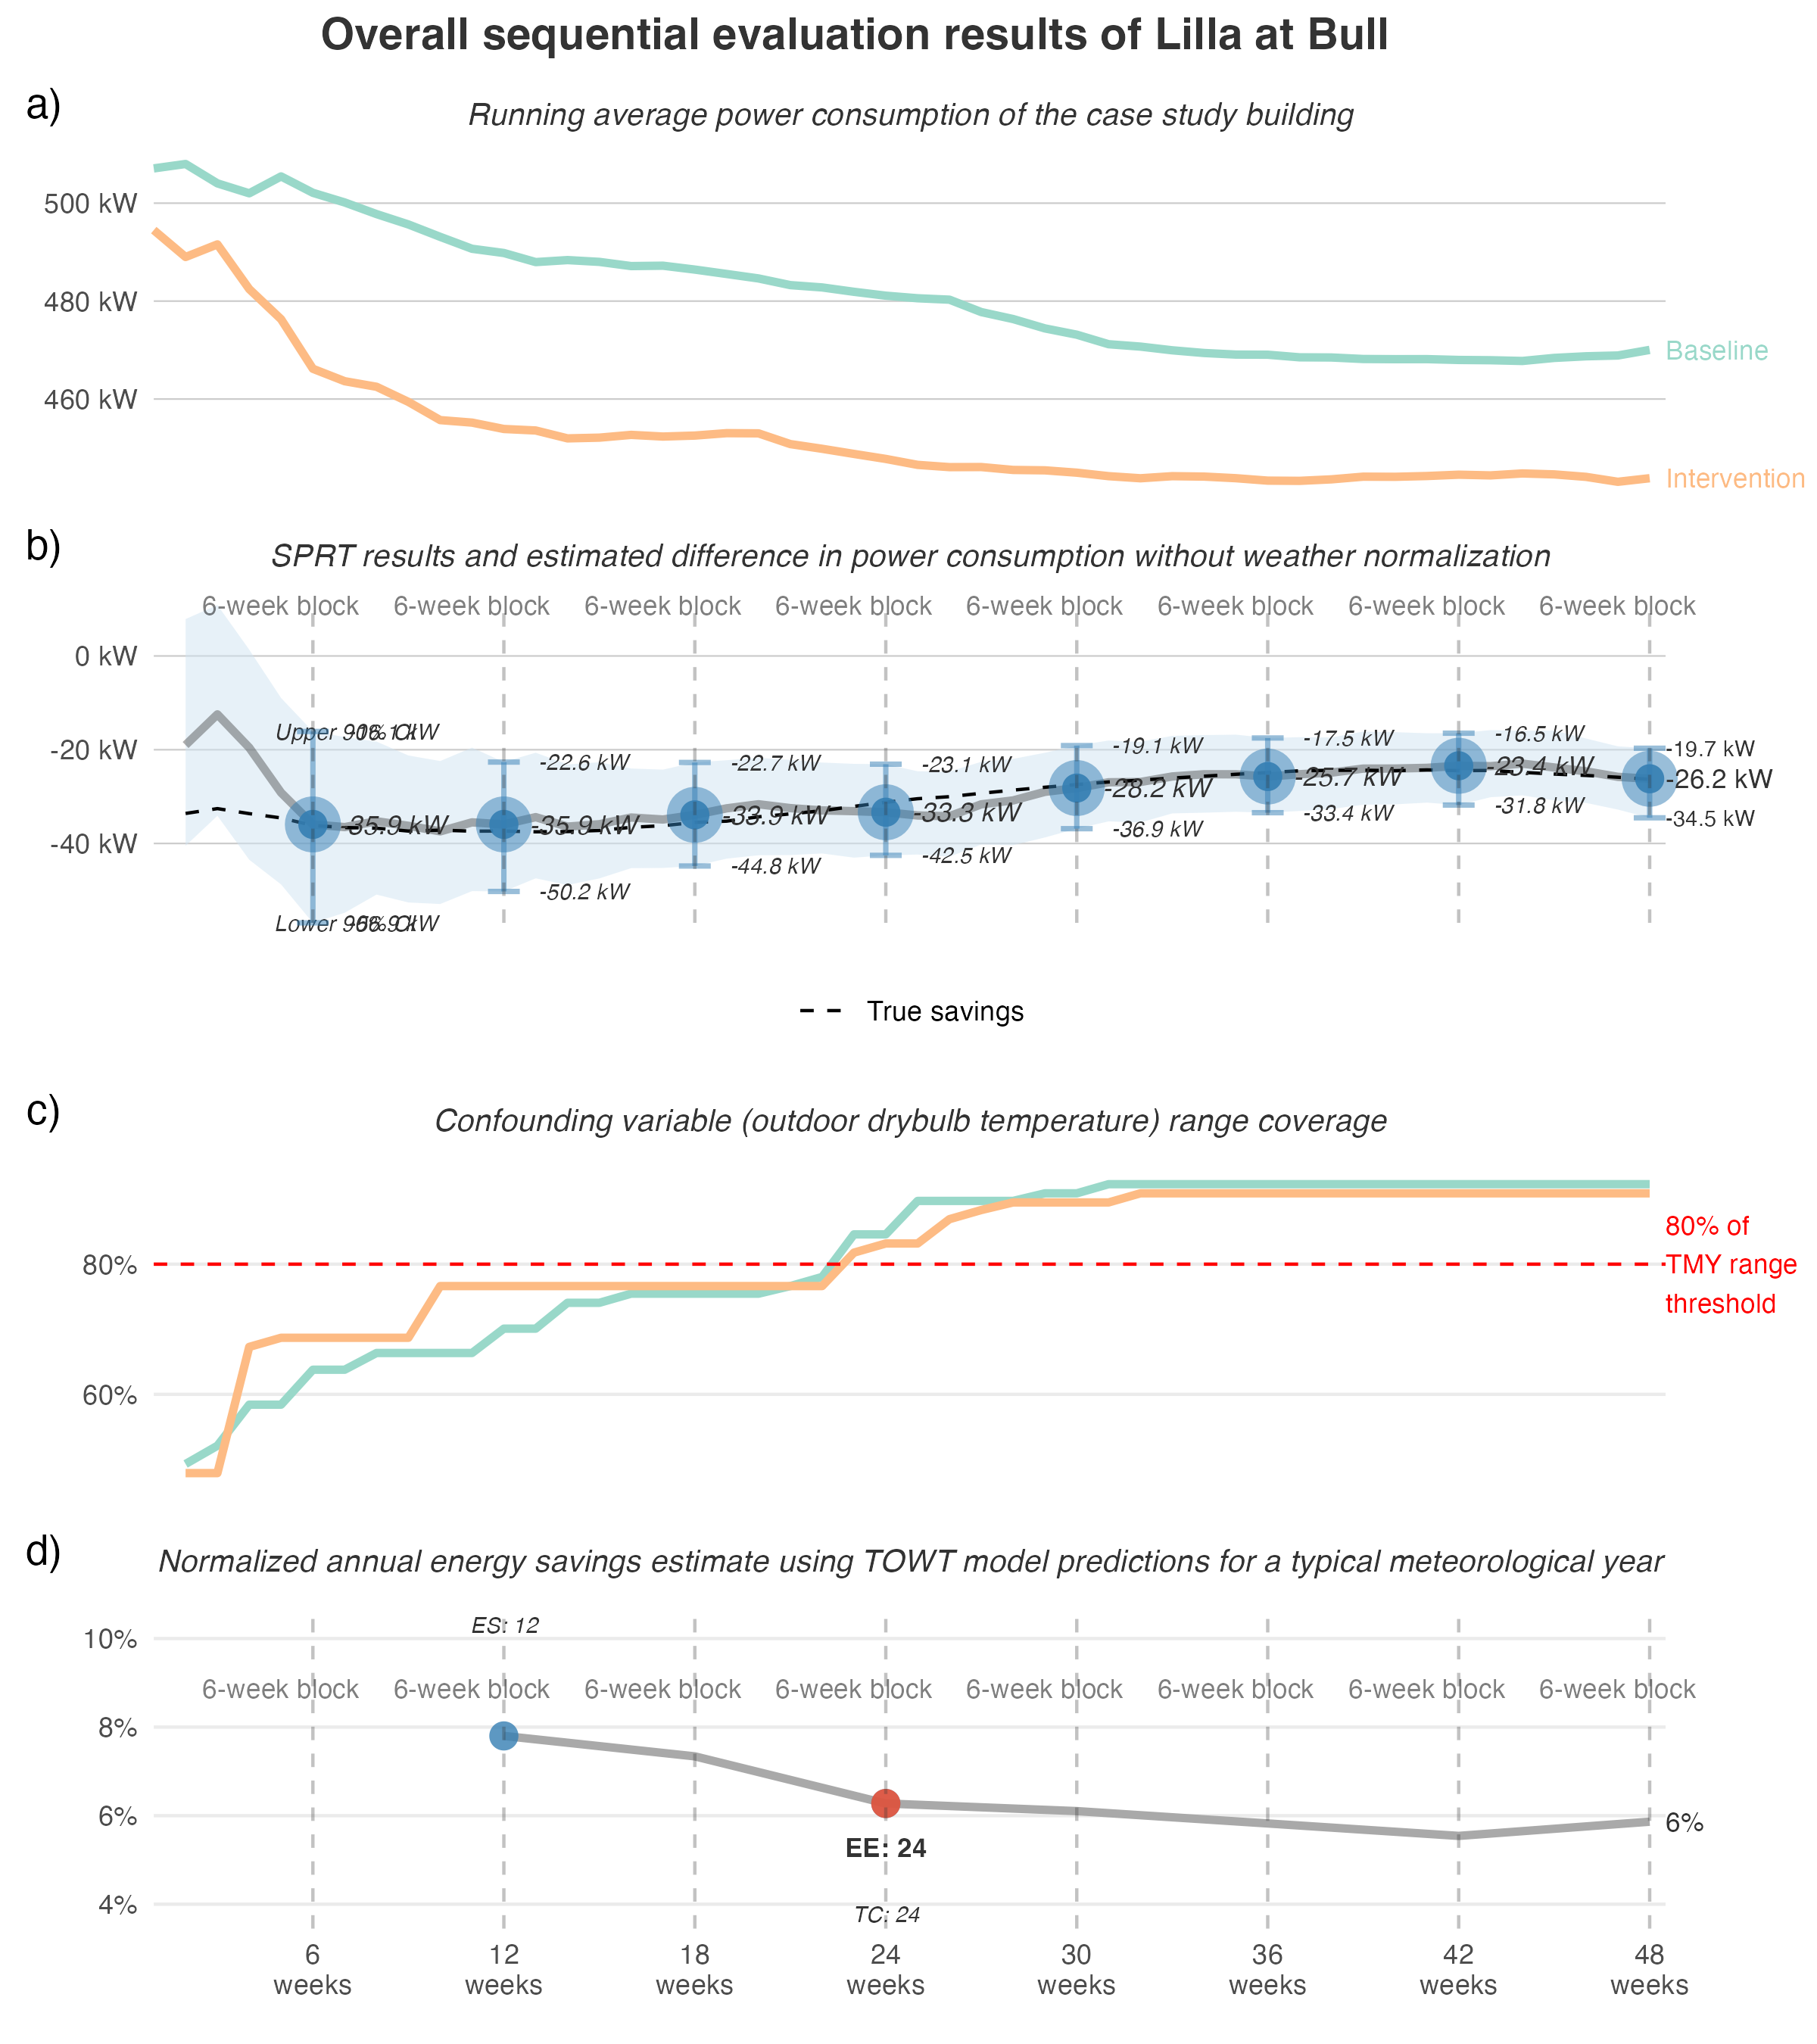 Overall sequential evaluation results of Lilla at Bull
a)
Running average power consumption of the case study building
500 kW
480 kW
460 kW
Baseline
Intervention
b)
SPRT results and estimated difference in power consumption without weather normalization
6-week block 6-week block 6-week block 6-week block 6-week block 6-week block 6-week block 6-week block
0 kW
-20 kW
-40 kW
Upper
-22.6 kW
-22.7 kW
-23.1 kW
-19.1 kW
-17.5 kW
-16.5 kW
-19.7 kW
-35.9 kW
-35.9 kW
-33.9 kW
-33.3 kW
-28.2 kW
-25.7 kW
-23.4 kW
-26.2 kW
Lower
-50.2 kW
-44.8 kW
-42.5 kW
-36.9 kW
-33.4 kW
-31.8 kW
-34.5 kW
True savings
c)
Confounding variable (outdoor drybulb temperature) range coverage
80%
60%
80% of
TMY range
threshold
d)
Normalized annual energy savings estimate using TOWT model predictions for a typical meteorological year
ES: 12
10%
8%
6%
4%
6-week block 6-week block 6-week block 6-week block 6-week block 6-week block 6-week block 6-week block
EE: 24
TC: 24
6%
6 12 18 24 30 36 42 48
weeks weeks weeks weeks weeks weeks weeks weeks